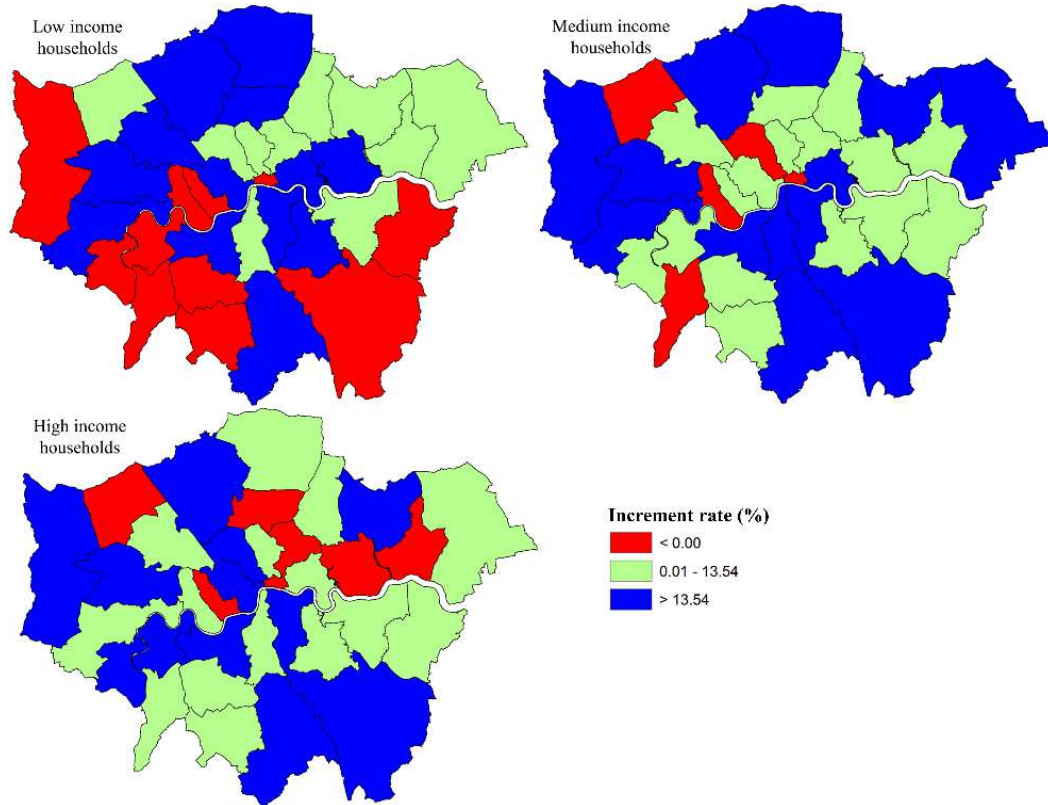 Low income
households
Medium income
households
High income
households
Increment rate (%)
< 0.00
0.01 - 13.54
> 13.54